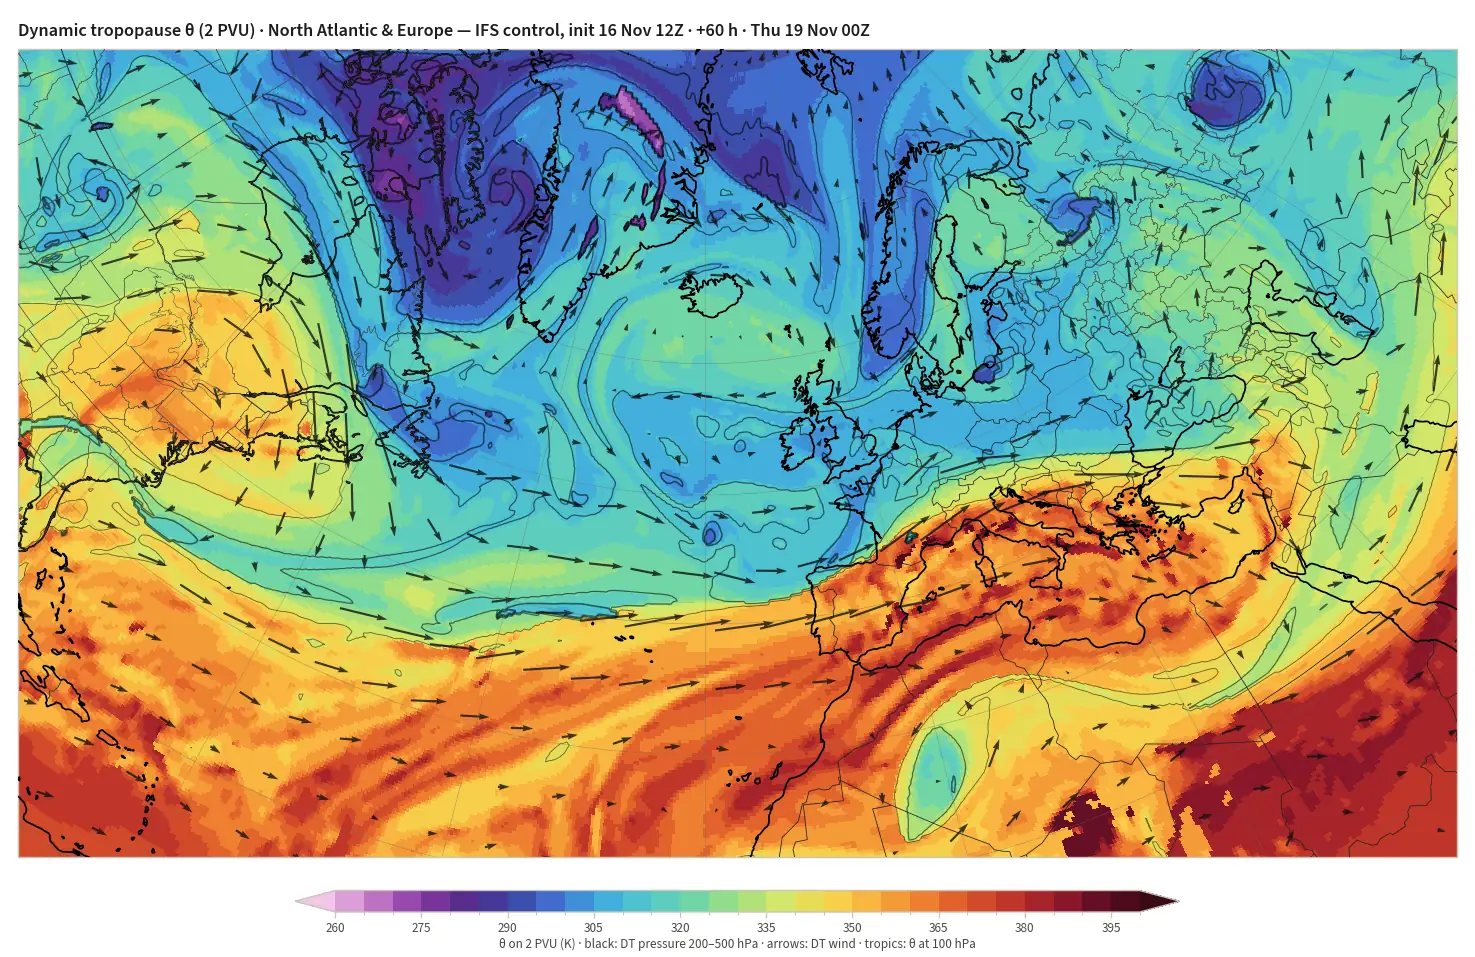 Dynamic tropopause θ (2 PVU) · North Atlantic & Europe — IFS control, init 16 Nov 12Z · +60 h · Thu 19 Nov 00Z
260 275 290 305 320 335 350 365 380 395
θ on 2 PVU (K) · black: DT pressure 200–500 hPa · arrows: DT wind · tropics: θ at 100 hPa